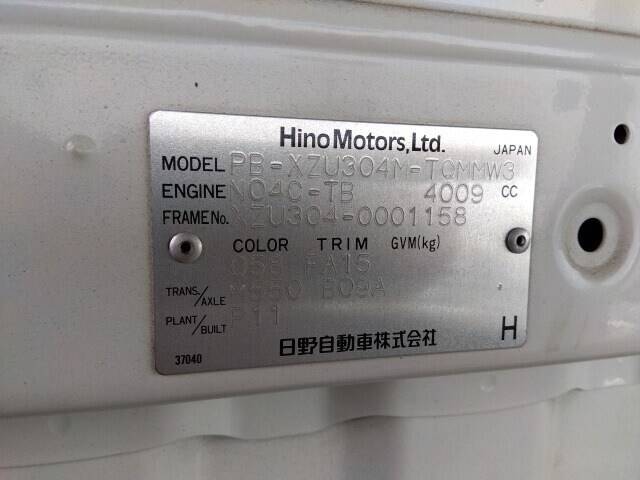 Hino Motors, Ltd.
JAPAN
MODEL PB-XZU304M-TQMMW3
ENGINE N04C-TB 4009 CC
FRAME No. XZU304-0001158
COLOR TRIM GVM(kg)
058 FA15
TRANS./AXLE M550 B09A
PLANT/BUILT P11
日野自動車株式会社 H
37040